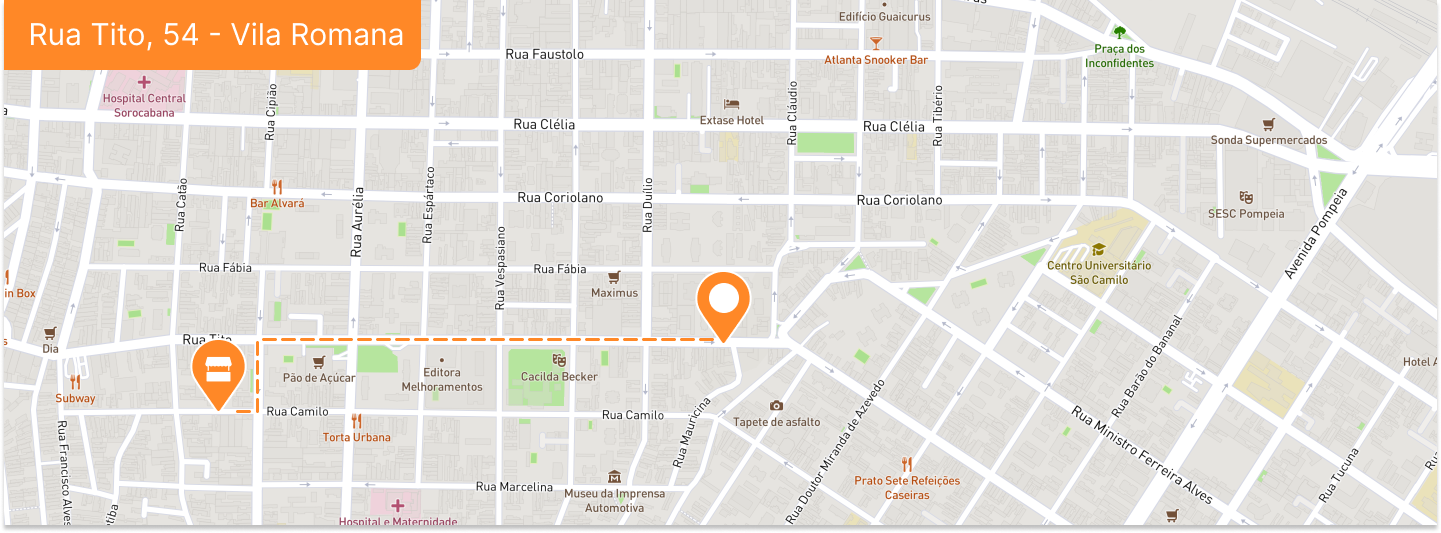 Rua Tito, 54 - Vila Romana
Edifício Guaicurus
Praça dos
Inconfidentes
Rua Faustolo
Atlanta Snooker Bar
Hospital Central
Sorocabana
Rua Cipião
Extase Hotel
Rua Cláudio
Rua Tibério
Rua Clélia
Rua Clélia
Sonda Supermercados
Rua Catão
Bar Alvará
Rua Aurélia
Rua Espártaco
Rua Coriolano
Rua Duílio
Rua Coriolano
SESC Pompeia
Avenida Pompeia
Rua Fábia
Rua Vespasiano
Rua Fábia
Maximus
Centro Universitário
São Camilo
in Box
Dia
Rua Tito
Pão de Açúcar
Editora
Melhoramentos
Cacilda Becker
Rua Barão do Bananal
Hotel A
Subway
Rua Camilo
Torta Urbana
Rua Camilo
Rua Mauricina
Tapete de asfalto
Rua Doutor Miranda de Azevedo
Rua Ministro Ferreira Alves
Rua Francisco Alves
Prato Sete Refeições
Caseiras
Rua Tucuna
Rua Marcelina
Museu da Imprensa
Automotiva
Hospital e Maternidade